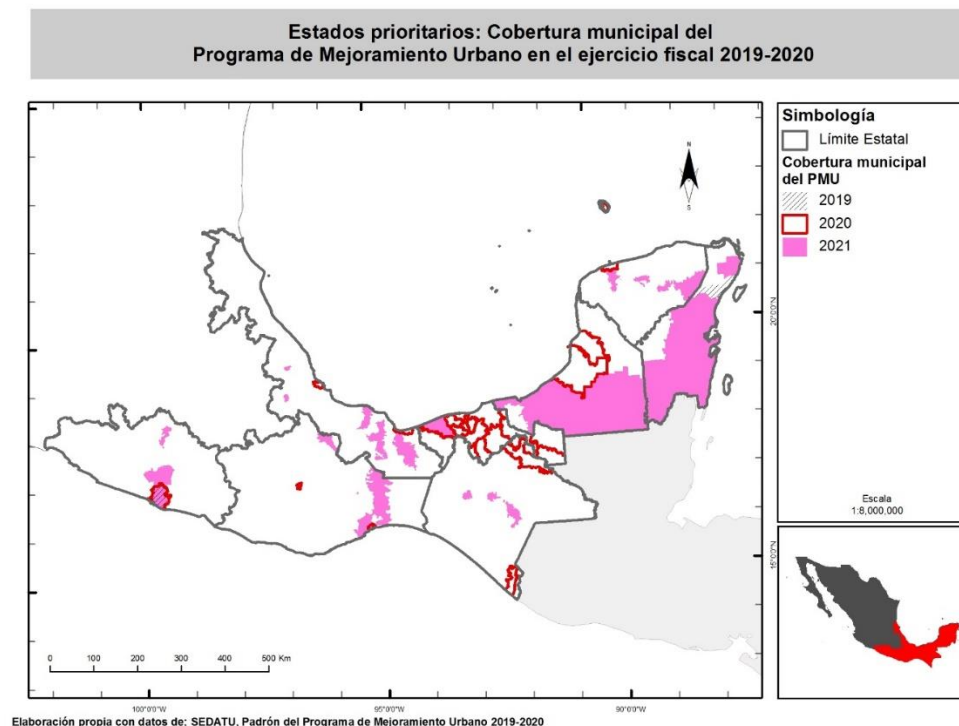 Estados prioritarios: Cobertura municipal del
Programa de Mejoramiento Urbano en el ejercicio fiscal 2019-2020
Simbología
Límite Estatal
Cobertura municipal
del PMU
2019
2020
2021
N
S
20°0'0"N
15°0'0"N
Escala
1:8,000,000
0 100 200 300 400 500 Km
100°0'0"W
95°0'0"W
90°0'0"W
Elaboración propia con datos de: SEDATU. Padrón del Programa de Mejoramiento Urbano 2019-2020